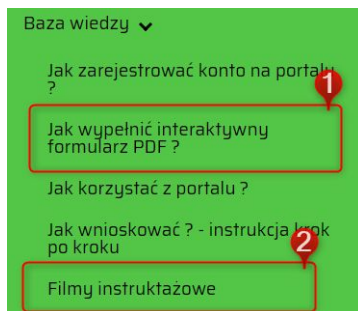 Baza wiedzy
Jak zarejestrować konto na portalu
?
1
Jak wypełnić interaktywny
formularz PDF ?
Jak korzystać z portalu ?
Jak wnioskować ? - instrukcja krok
po kroku
2
Filmy instruktażowe